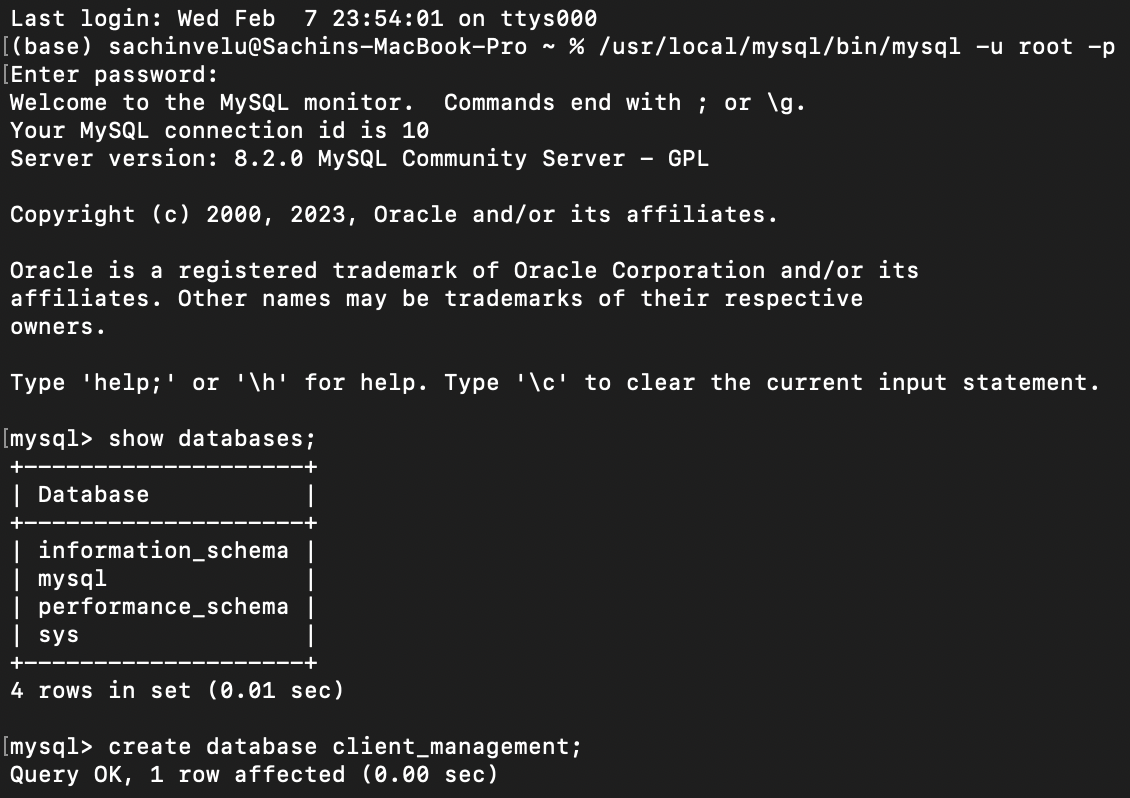 Last login: Wed Feb  7 23:54:01 on ttys000
[(base) sachinvelu@Sachins-MacBook-Pro ~ % /usr/local/mysql/bin/mysql -u root -p
[Enter password:
Welcome to the MySQL monitor.  Commands end with ; or \g.
Your MySQL connection id is 10
Server version: 8.2.0 MySQL Community Server - GPL

Copyright (c) 2000, 2023, Oracle and/or its affiliates.

Oracle is a registered trademark of Oracle Corporation and/or its
affiliates. Other names may be trademarks of their respective
owners.

Type 'help;' or '\h' for help. Type '\c' to clear the current input statement.

[mysql> show databases;
+--------------------+
| Database           |
+--------------------+
| information_schema |
| mysql              |
| performance_schema |
| sys                |
+--------------------+
4 rows in set (0.01 sec)

[mysql> create database client_management;
Query OK, 1 row affected (0.00 sec)